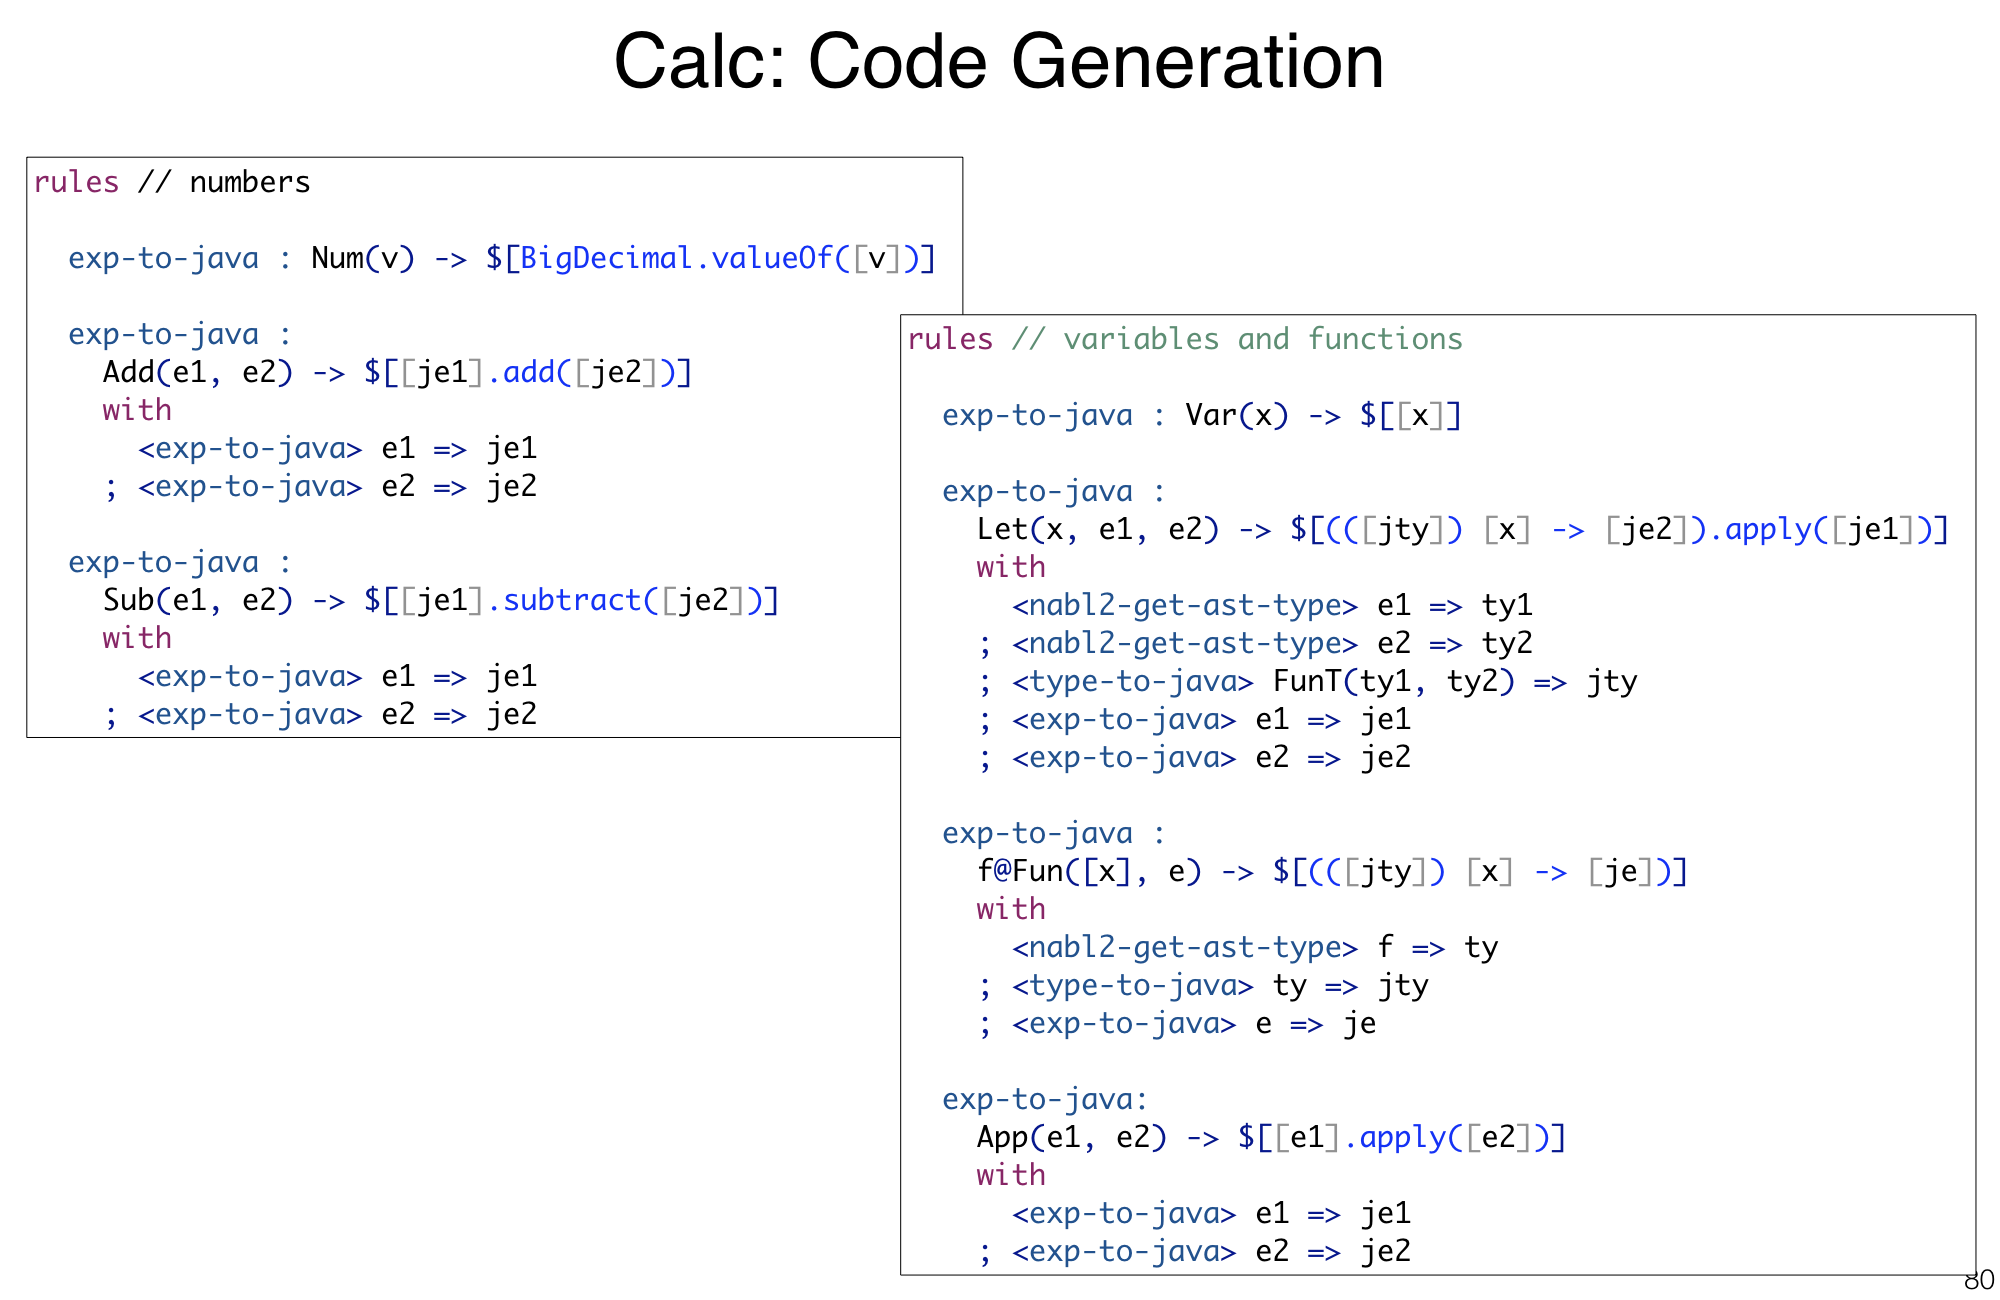 Calc: Code Generation
rules // numbers
exp-to-java : Num(v) -> $[BigDecimal.valueOf([v])]
exp-to-java :
Add(e1, e2) -> $[[je1].add([je2])]
with
<exp-to-java> e1 => je1
; <exp-to-java> e2 => je2
exp-to-java :
Sub(e1, e2) -> $[[je1].subtract([je2])]
with
<exp-to-java> e1 => je1
; <exp-to-java> e2 => je2
rules // variables and functions
exp-to-java : Var(x) -> $[[x]]
exp-to-java :
Let(x, e1, e2) -> $[(([jty]) [x] -> [je2]).apply([je1])]
with
<nabl2-get-ast-type> e1 => ty1
; <nabl2-get-ast-type> e2 => ty2
; <type-to-java> FunT(ty1, ty2) => jty
; <exp-to-java> e1 => je1
; <exp-to-java> e2 => je2
exp-to-java :
f@Fun([x], e) -> $[(([jty]) [x] -> [je])]
with
<nabl2-get-ast-type> f => ty
; <type-to-java> ty => jty
; <exp-to-java> e => je
exp-to-java:
App(e1, e2) -> $[[e1].apply([e2])]
with
<exp-to-java> e1 => je1
; <exp-to-java> e2 => je2
80